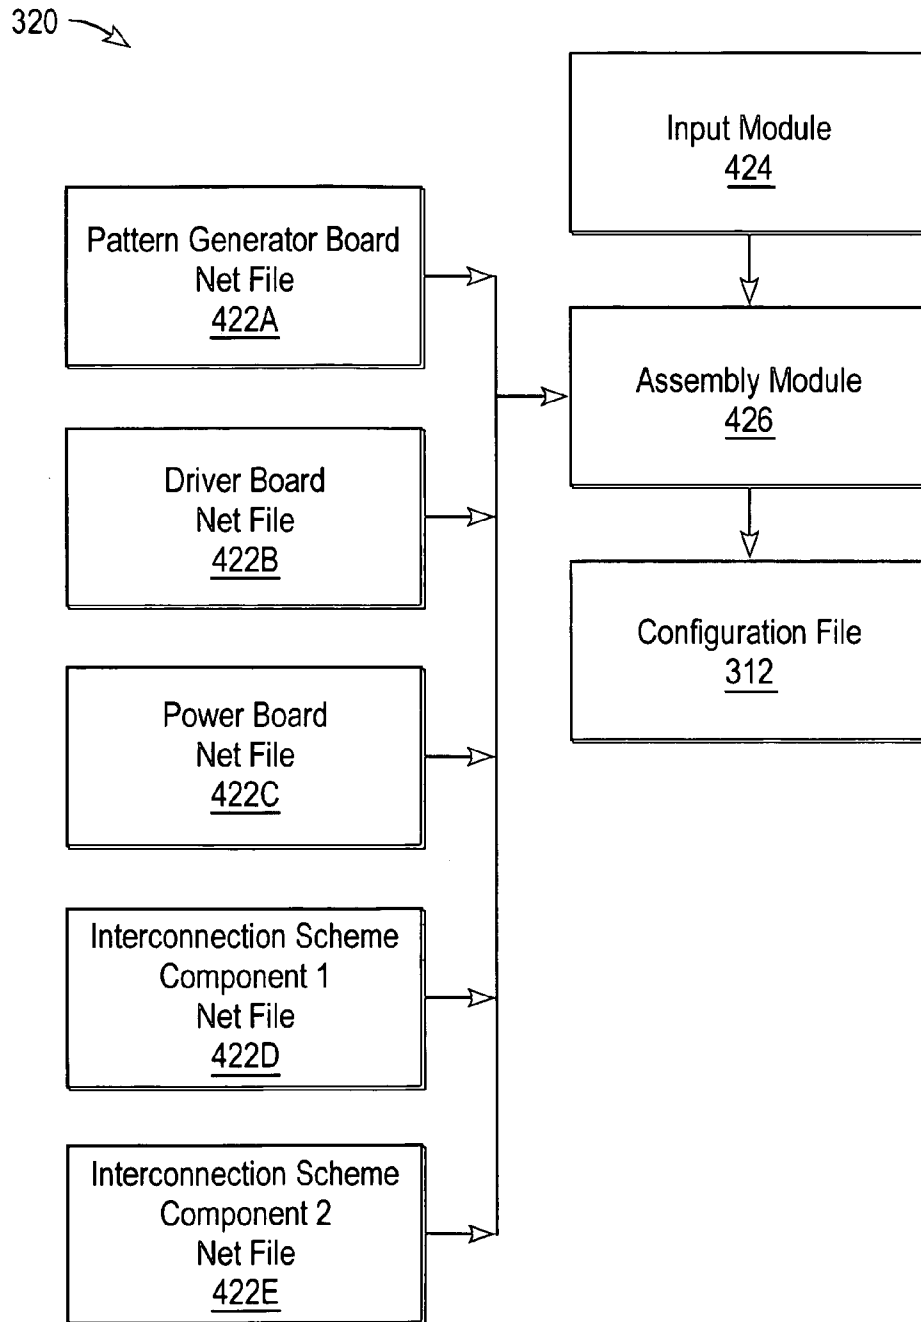 320
Input Module
424
Pattern Generator Board
Net File
422A
Assembly Module
426
Driver Board
Net File
422B
Configuration File
312
Power Board
Net File
422C
Interconnection Scheme
Component 1
Net File
422D
Interconnection Scheme
Component 2
Net File
422E